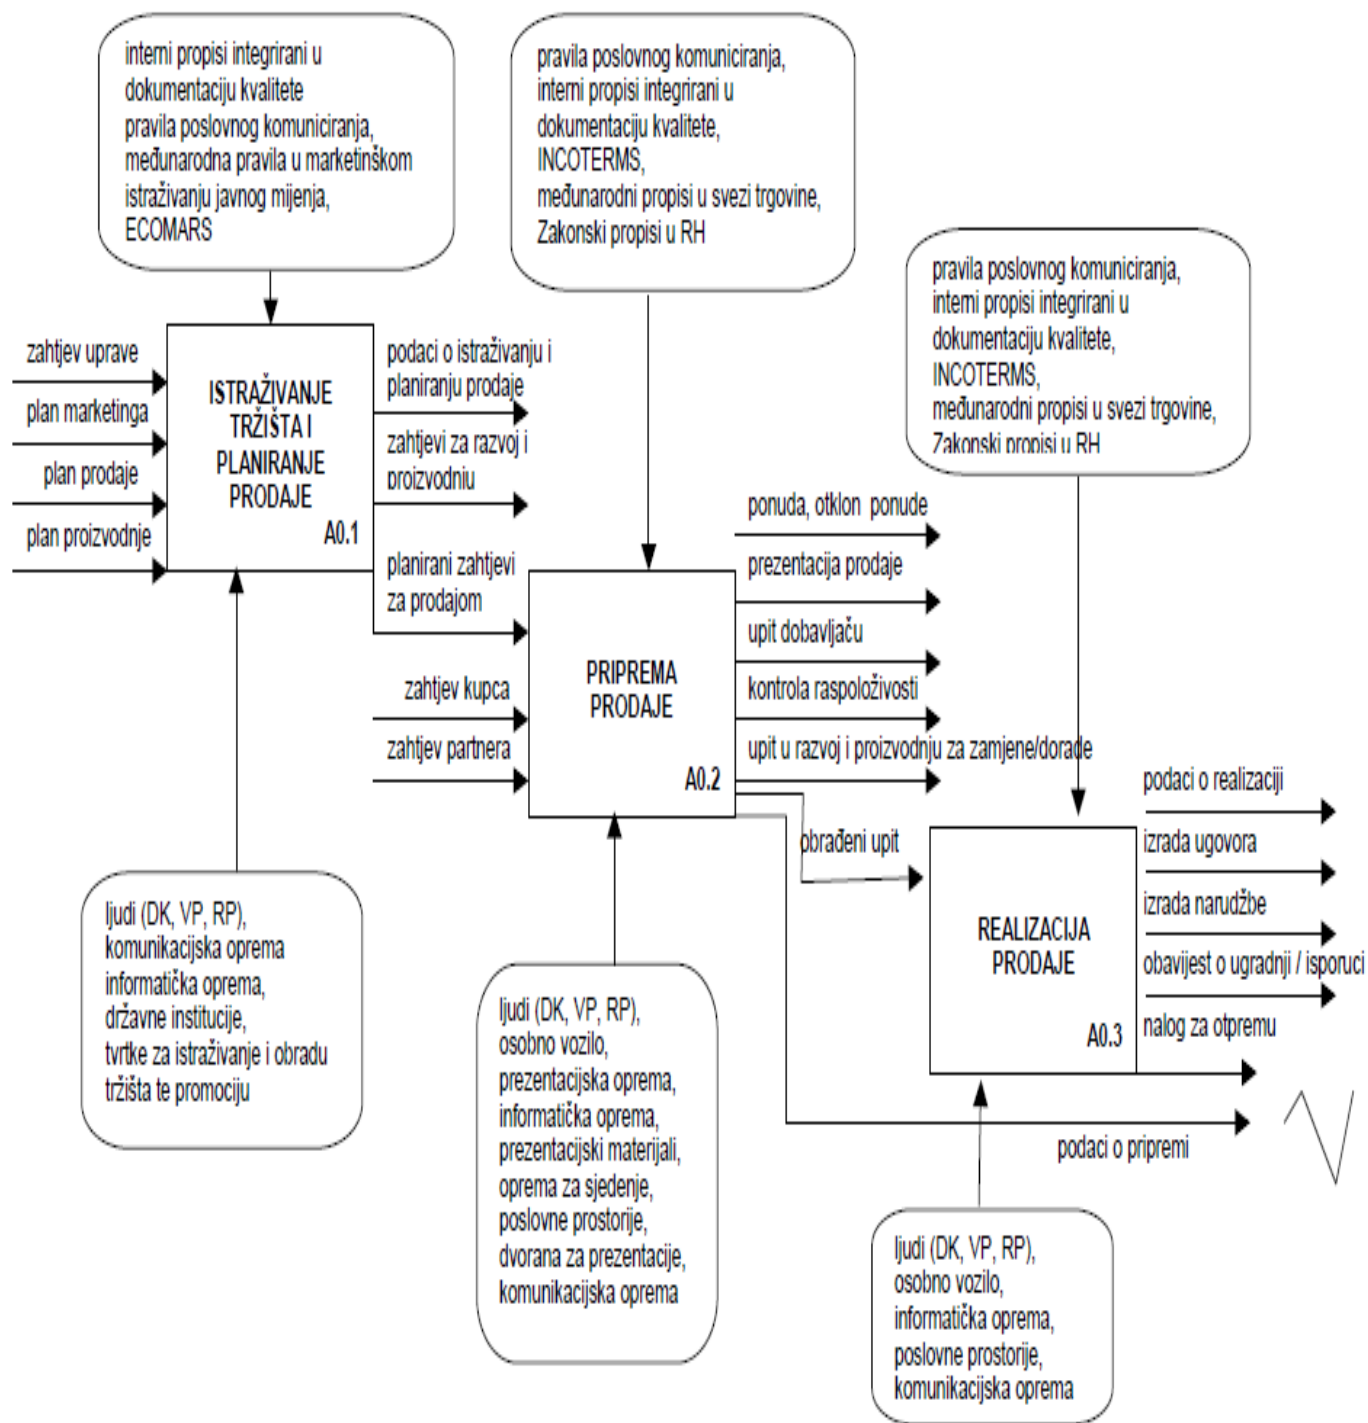 interni propisi integrirani u
dokumentaciju kvalitete
pravila poslovnog komuniciranja,
međunarodna pravila u marketinškom
istraživanju javnog mijenja,
ECOMARS
pravila poslovnog komuniciranja,
interni propisi integrirani u
dokumentaciju kvalitete,
INCOTERMS,
međunarodni propisi u svezi trgovine,
Zakonski propisi u RH
pravila poslovnog komuniciranja,
interni propisi integrirani u
dokumentaciju kvalitete,
INCOTERMS,
međunarodni propisi u svezi trgovine,
Zakonski propisi u RH
zahtjev uprave
plan marketinga
plan prodaje
plan proizvodnje
ISTRAŽIVANJE
TRŽIŠTA I
PLANIRANJE
PRODAJE
A0.1
podaci o istraživanju i
planiranju prodaje
zahtjevi za razvoj i
proizvodnju
planirani zahtjevi
za prodajom
zahtjev kupca
zahtjev partnera
PRIPREMA
PRODAJE
A0.2
ponuda, otklon ponude
prezentacija prodaje
upit dobavljaču
kontrola raspoloživosti
upit u razvoj i proizvodnju za zamjene/dorade
obrađeni upit
REALIZACIJA
PRODAJE
A0.3
podaci o realizaciji
izrada ugovora
izrada narudžbe
obavijest o ugradnji / isporuci
nalog za otpremu
podaci o pripremi
ljudi (DK, VP, RP),
komunikacijska oprema
informatička oprema,
državne institucije,
tvrtke za istraživanje i obradu
tržišta te promociju
ljudi (DK, VP, RP),
osobno vozilo,
prezentacijska oprema,
informatička oprema,
prezentacijski materijali,
oprema za sjedenje,
poslovne prostorije,
dvorana za prezentacije,
komunikacijska oprema
ljudi (DK, VP, RP),
osobno vozilo,
informatička oprema,
poslovne prostorije,
komunikacijska oprema